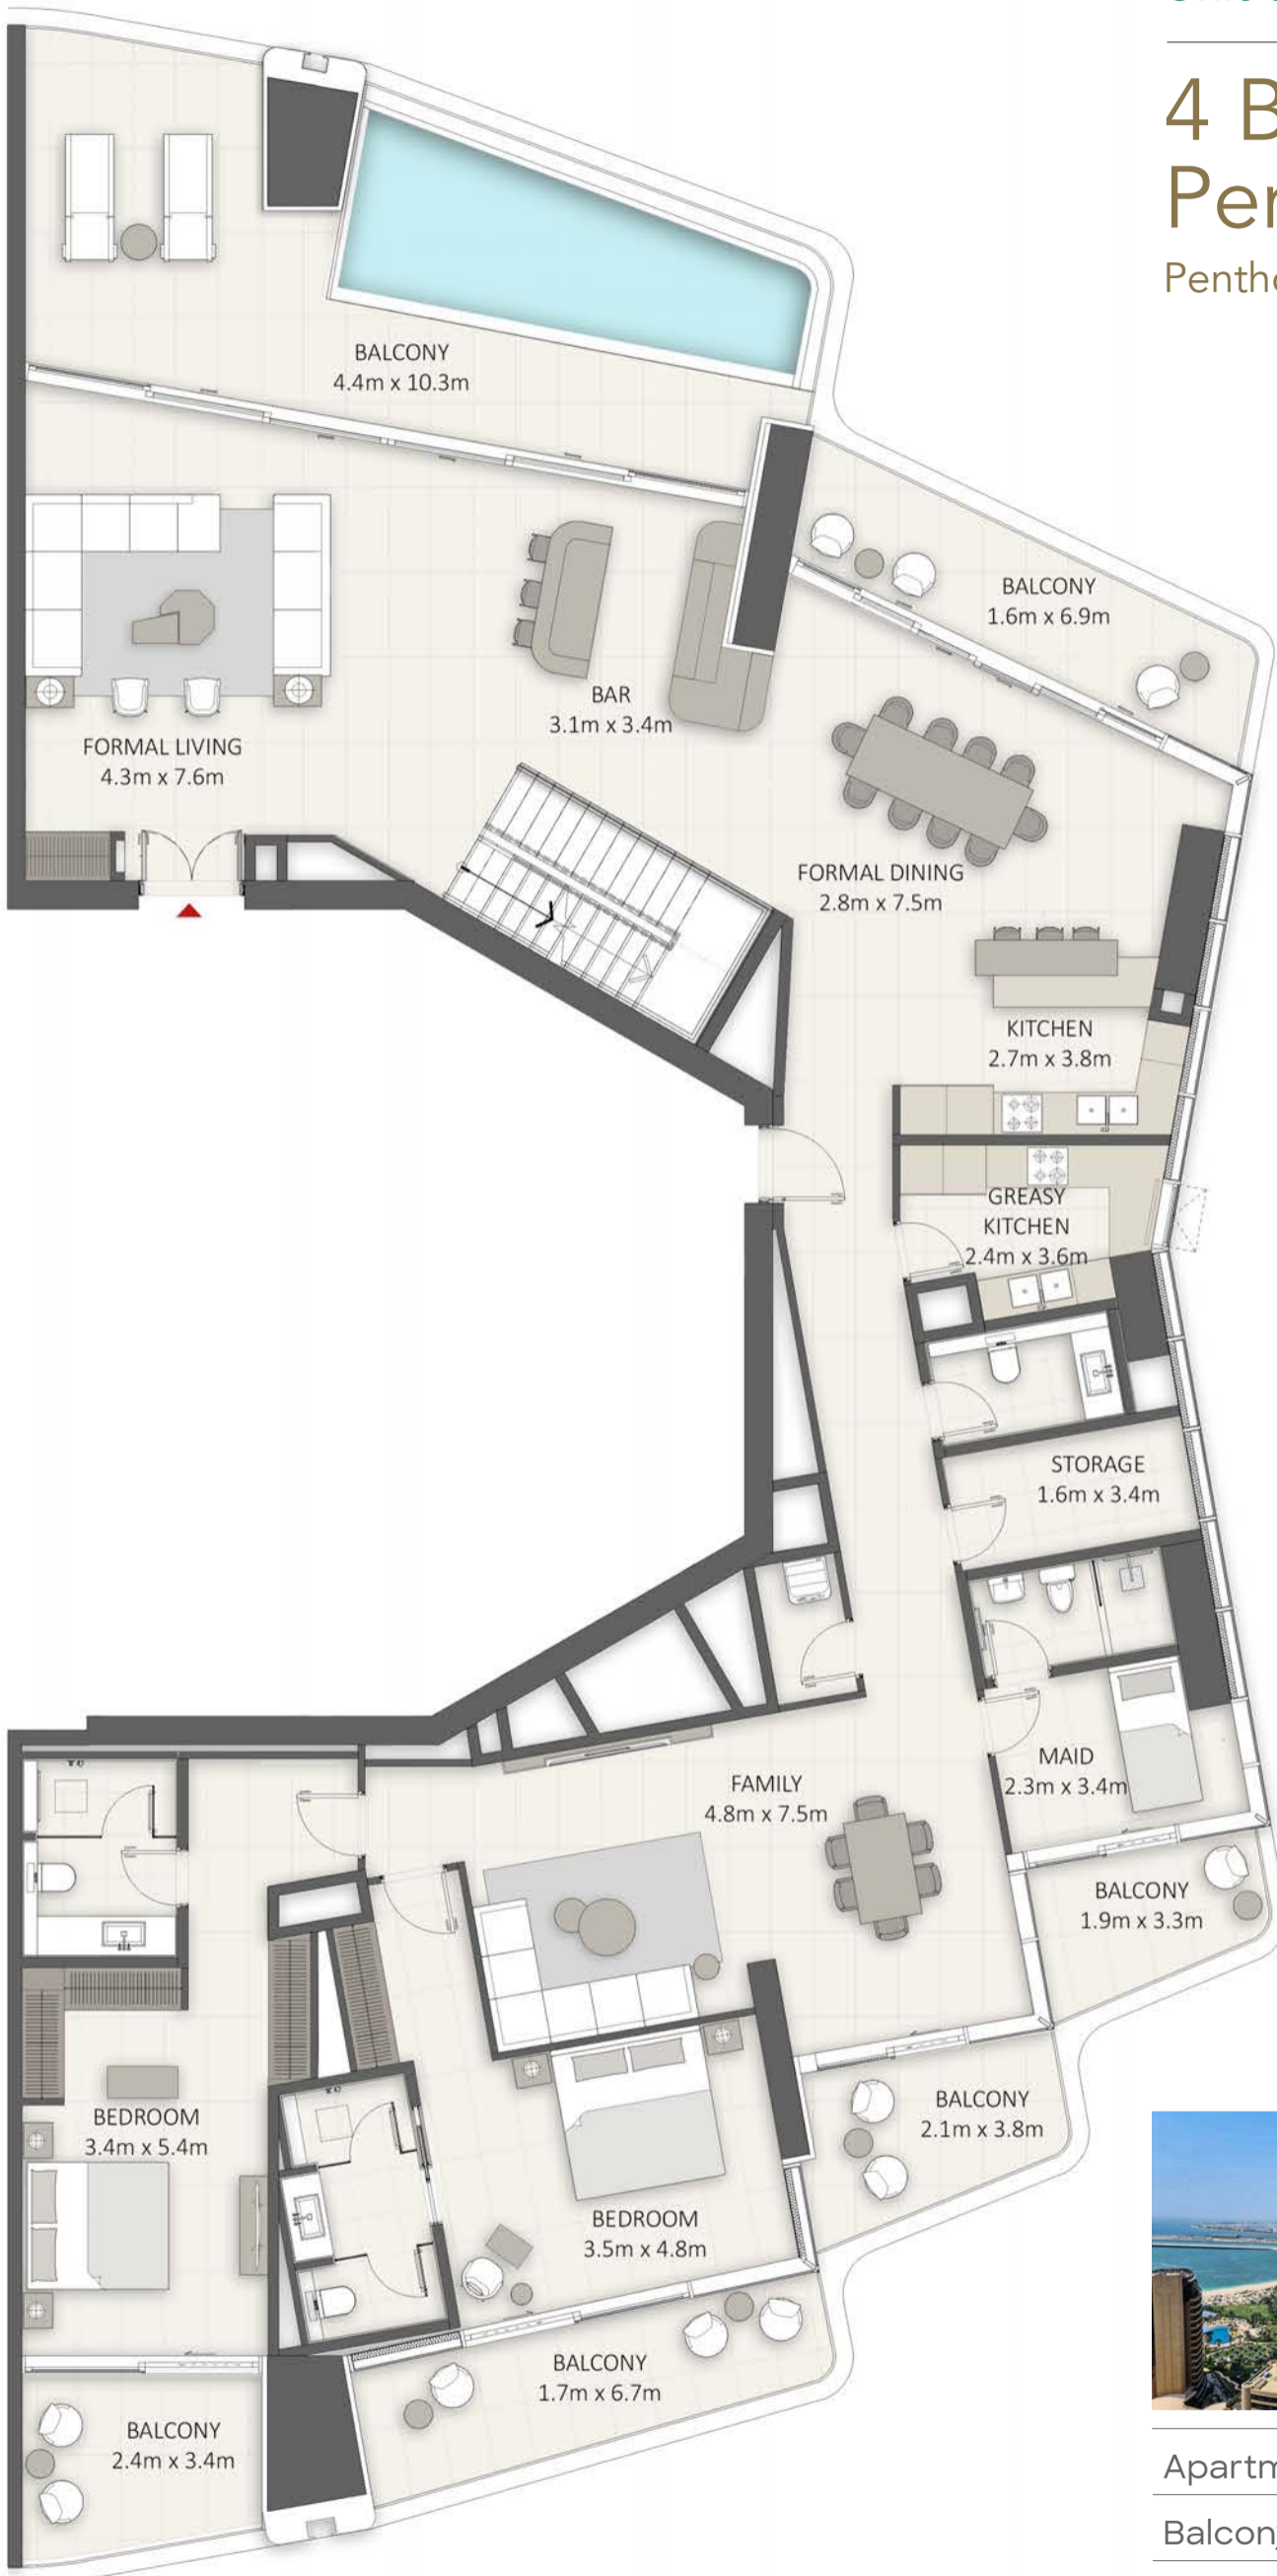 4 B
Per
Penth
BALCONY
4.4m x 10.3m
BALCONY
1.6m x 6.9m
BAR
3.1m x 3.4m
FORMAL LIVING
4.3m x 7.6m
FORMAL DINING
2.8m x 7.5m
KITCHEN
2.7m x 3.8m
GREASY
KITCHEN
2.4m x 3.6m
STORAGE
1.6m x 3.4m
MAID
2.3m x 3.4m
FAMILY
4.8m x 7.5m
BALCONY
1.9m x 3.3m
BALCONY
2.1m x 3.8m
BEDROOM
3.4m x 5.4m
BEDROOM
3.5m x 4.8m
BALCONY
1.7m x 6.7m
BALCONY
2.4m x 3.4m
Apartm
Balcon